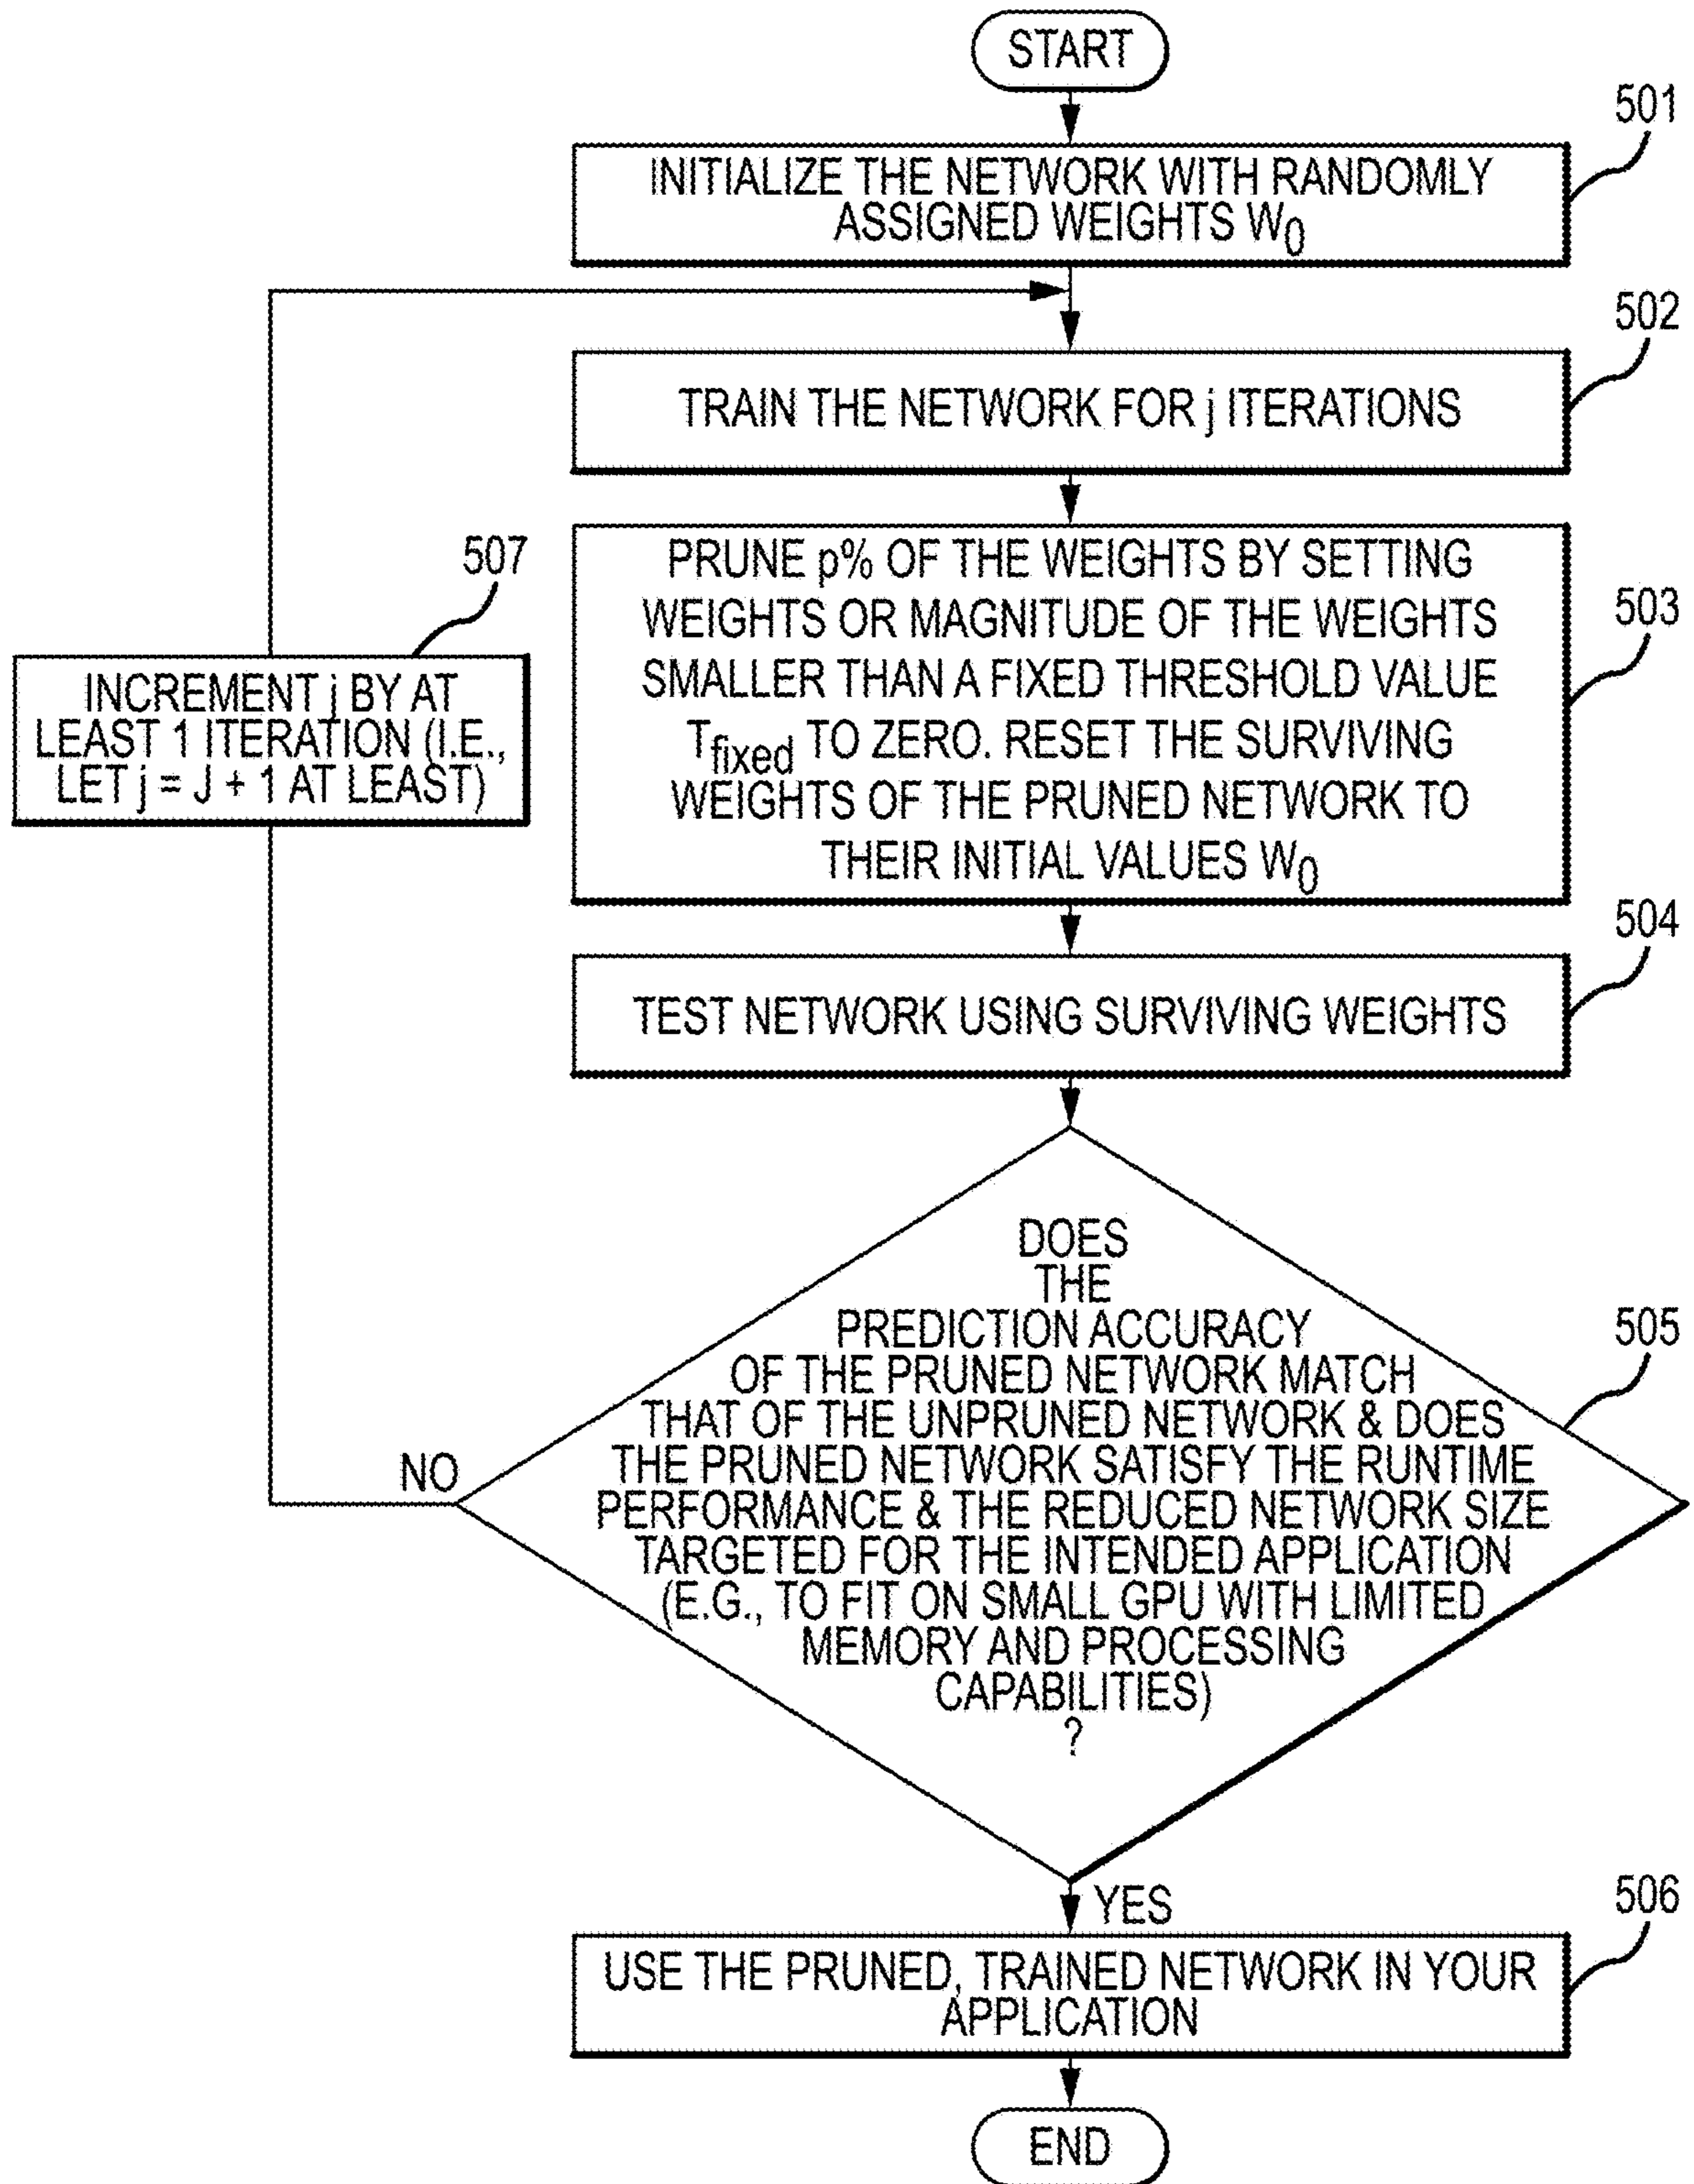 START
501
INITIALIZE THE NETWORK WITH RANDOMLY
ASSIGNED WEIGHTS W0
502
TRAIN THE NETWORK FOR j ITERATIONS
503
PRUNE p% OF THE WEIGHTS BY SETTING
WEIGHTS OR MAGNITUDE OF THE WEIGHTS
SMALLER THAN A FIXED THRESHOLD VALUE
Tfixed TO ZERO. RESET THE SURVIVING
WEIGHTS OF THE PRUNED NETWORK TO
THEIR INITIAL VALUES W0
507
INCREMENT j BY AT
LEAST 1 ITERATION (I.E.,
LET j = J + 1 AT LEAST)
504
TEST NETWORK USING SURVIVING WEIGHTS
505
DOES
THE
PREDICTION ACCURACY
OF THE PRUNED NETWORK MATCH
THAT OF THE UNPRUNED NETWORK & DOES
THE PRUNED NETWORK SATISFY THE RUNTIME
PERFORMANCE & THE REDUCED NETWORK SIZE
TARGETED FOR THE INTENDED APPLICATION
(E.G., TO FIT ON SMALL GPU WITH LIMITED
MEMORY AND PROCESSING
CAPABILITIES)
?
NO
YES
506
USE THE PRUNED, TRAINED NETWORK IN YOUR
APPLICATION
END